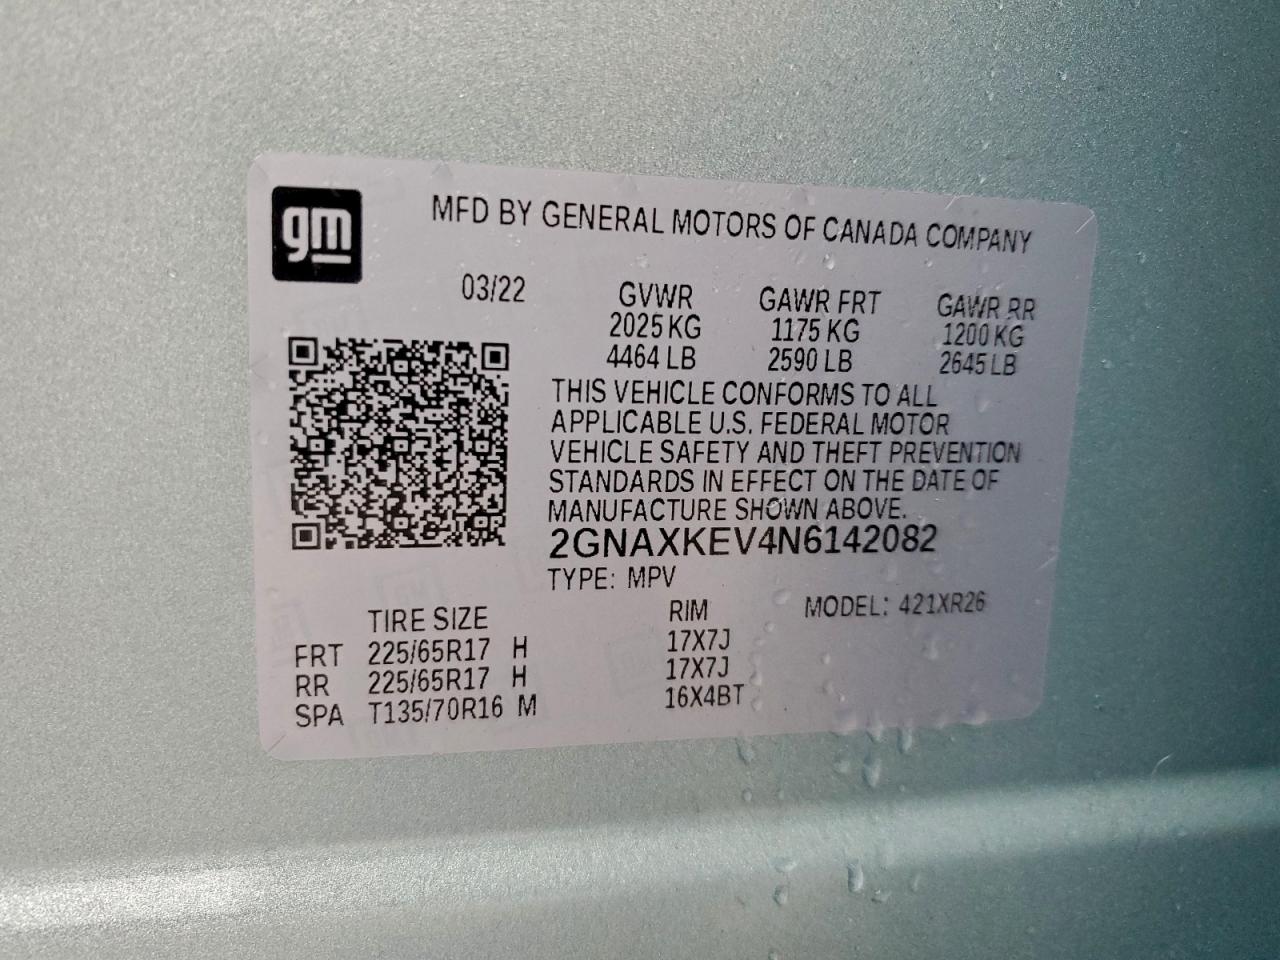 gm
MFD BY GENERAL MOTORS OF CANADA COMPANY
03/22 GVWR GAWR FRT GAWR RR
2025 KG 1175 KG 1200 KG
4464 LB 2590 LB 2645 LB
THIS VEHICLE CONFORMS TO ALL
APPLICABLE U.S. FEDERAL MOTOR
VEHICLE SAFETY AND THEFT PREVENTION
STANDARDS IN EFFECT ON THE DATE OF
MANUFACTURE SHOWN ABOVE.
2GNAXKEV4N6142082
TYPE: MPV
TIRE SIZE RIM MODEL: 421XR26
FRT 225/65R17 H 17X7J
RR 225/65R17 H 17X7J
SPA T135/70R16 M 16X4BT